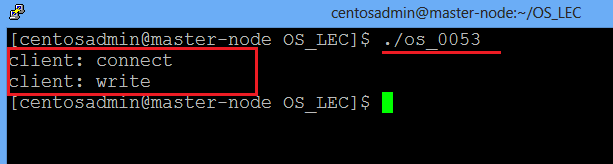 centosadmin@master-node:~/OS_LEC
[centosadmin@master-node OS_LEC]$ ./os_0053
client: connect
client: write
[centosadmin@master-node OS_LEC]$